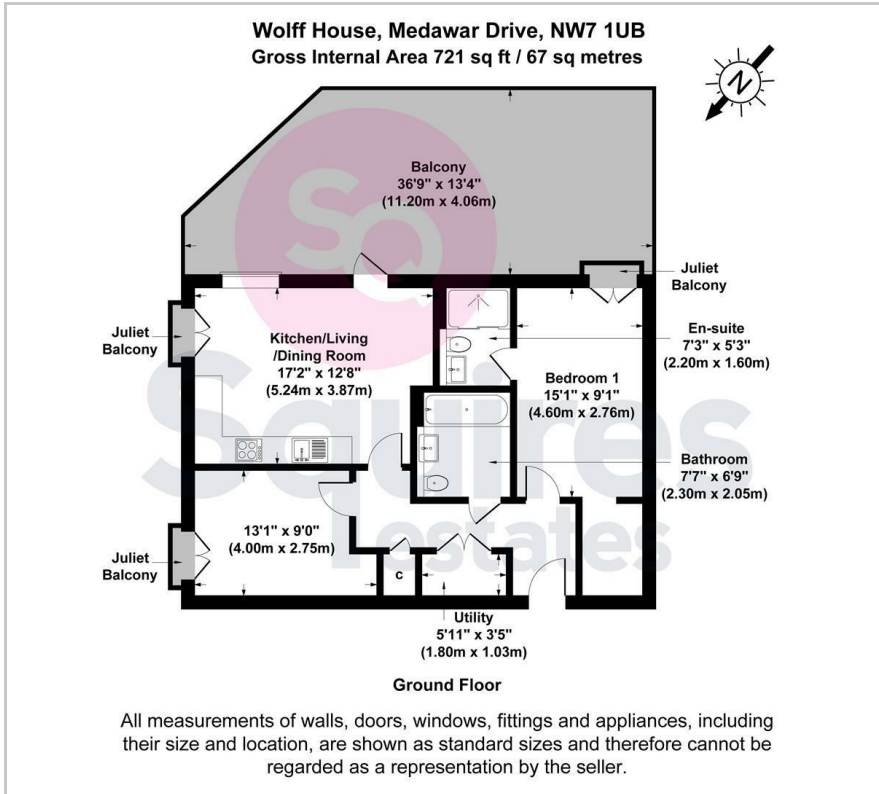 Wolff House, Medawar Drive, NW7 1UB
Gross Internal Area 721 sq ft / 67 sq metres
N
Balcony
36'9" x 13'4"
(11.20m x 4.06m)
SQ
Juliet
Balcony
Juliet
Balcony
Kitchen/Living
/Dining Room
17'2" x 12'8"
(5.24m x 3.87m)
En-suite
7'3" x 5'3"
(2.20m x 1.60m)
Bedroom 1
15'1" x 9'1"
(4.60m x 2.76m)
Squires
estates
Bathroom
7'7" x 6'9"
(2.30m x 2.05m)
13'1" x 9'0"
(4.00m x 2.75m)
Juliet
Balcony
c
Utility
5'11" x 3'5"
(1.80m x 1.03m)
Ground Floor
All measurements of walls, doors, windows, fittings and appliances, including
their size and location, are shown as standard sizes and therefore cannot be
regarded as a representation by the seller.